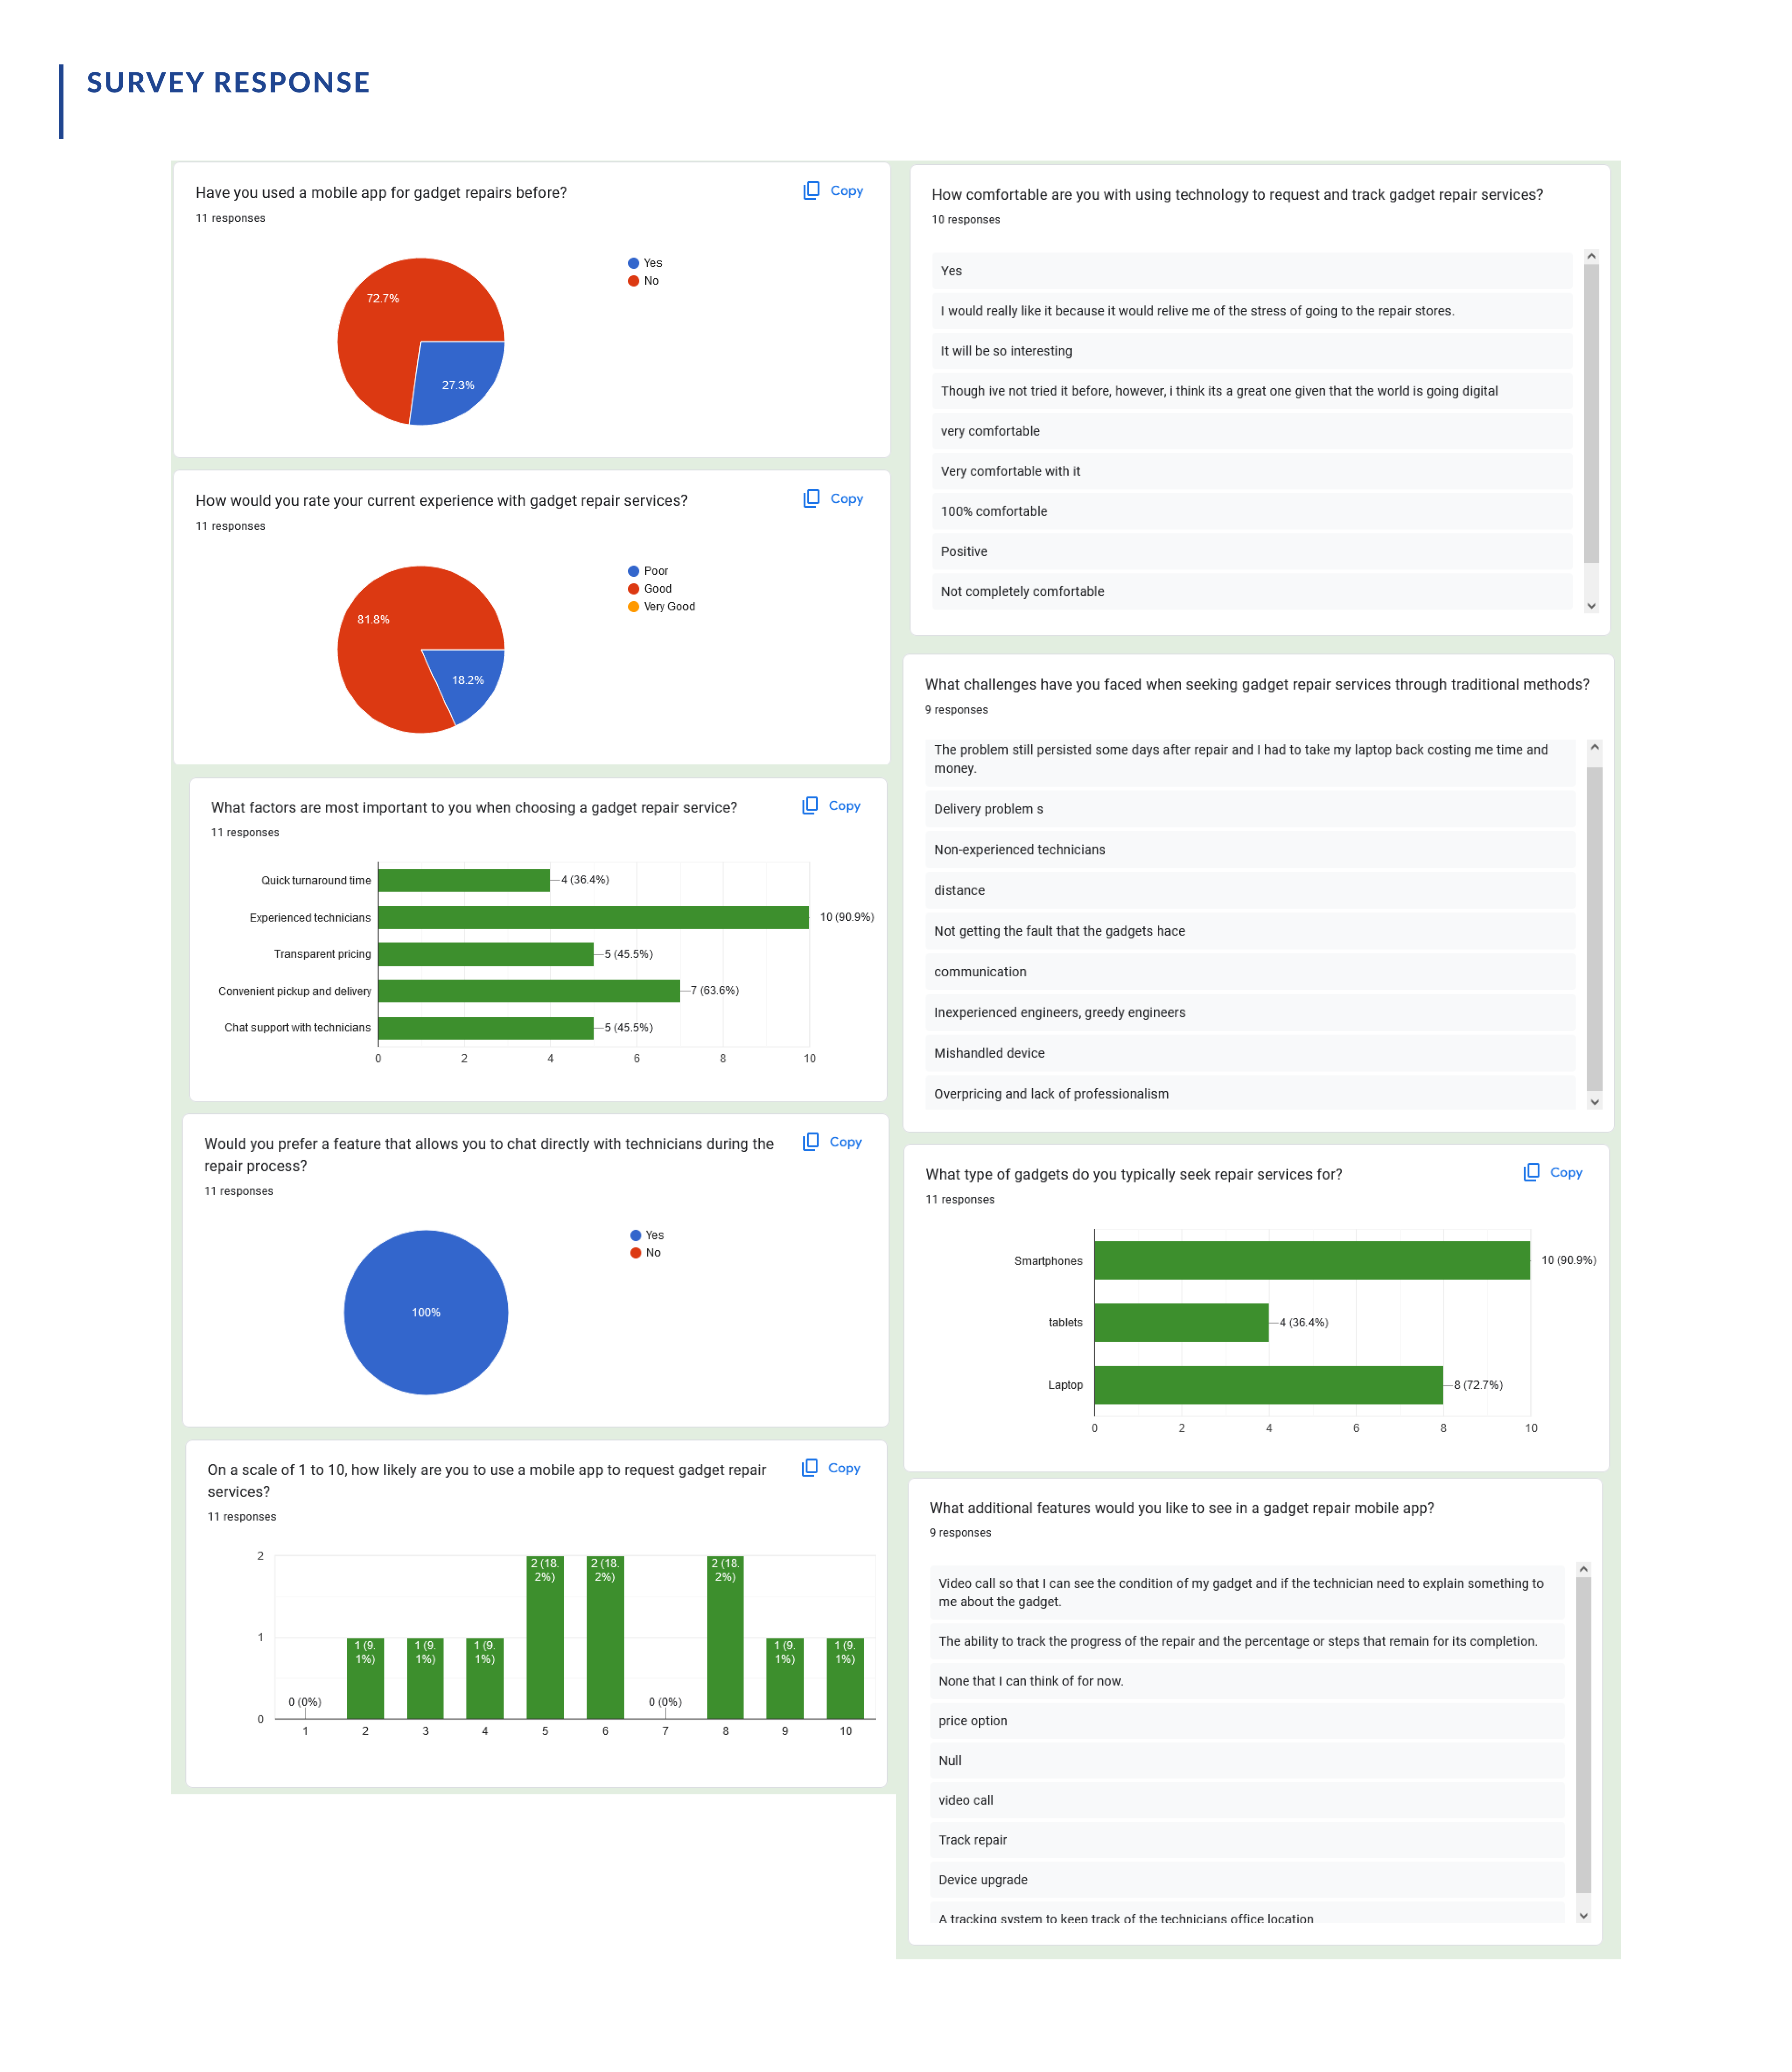 SURVEY RESPONSE
Have you used a mobile app for gadget repairs before?
Copy
11 responses
Yes
No
72.7%
27.3%
How would you rate your current experience with gadget repair services?
Copy
11 responses
Poor
Good
Very Good
81.8%
18.2%
What factors are most important to you when choosing a gadget repair service?
Copy
11 responses
Quick turnaround time
4 (36.4%)
Experienced technicians
10 (90.9%)
Transparent pricing
5 (45.5%)
Convenient pickup and delivery
7 (63.6%)
Chat support with technicians
5 (45.5%)
0 2 4 6 8 10
Would you prefer a feature that allows you to chat directly with technicians during the
repair process?
Copy
11 responses
Yes
No
100%
On a scale of 1 to 10, how likely are you to use a mobile app to request gadget repair
services?
Copy
11 responses
2
1
0
0 (0%)
1 (9.
1%)
1 (9.
1%)
1 (9.
1%)
2 (18.
2%)
2 (18.
2%)
0 (0%)
2 (18.
2%)
1 (9.
1%)
1 (9.
1%)
1 2 3 4 5 6 7 8 9 10
How comfortable are you with using technology to request and track gadget repair services?
10 responses
Yes
I would really like it because it would relive me of the stress of going to the repair stores.
It will be so interesting
Though ive not tried it before, however, i think its a great one given that the world is going digital
very comfortable
Very comfortable with it
100% comfortable
Positive
Not completely comfortable
What challenges have you faced when seeking gadget repair services through traditional methods?
9 responses
The problem still persisted some days after repair and I had to take my laptop back costing me time and
money.
Delivery problem s
Non-experienced technicians
distance
Not getting the fault that the gadgets hace
communication
Inexperienced engineers, greedy engineers
Mishandled device
Overpricing and lack of professionalism
What type of gadgets do you typically seek repair services for?
Copy
11 responses
Smartphones
10 (90.9%)
tablets
4 (36.4%)
Laptop
8 (72.7%)
0 2 4 6 8 10
What additional features would you like to see in a gadget repair mobile app?
9 responses
Video call so that I can see the condition of my gadget and if the technician need to explain something to
me about the gadget.
The ability to track the progress of the repair and the percentage or steps that remain for its completion.
None that I can think of for now.
price option
Null
video call
Track repair
Device upgrade
A tracking system to keep track of the technicians office location